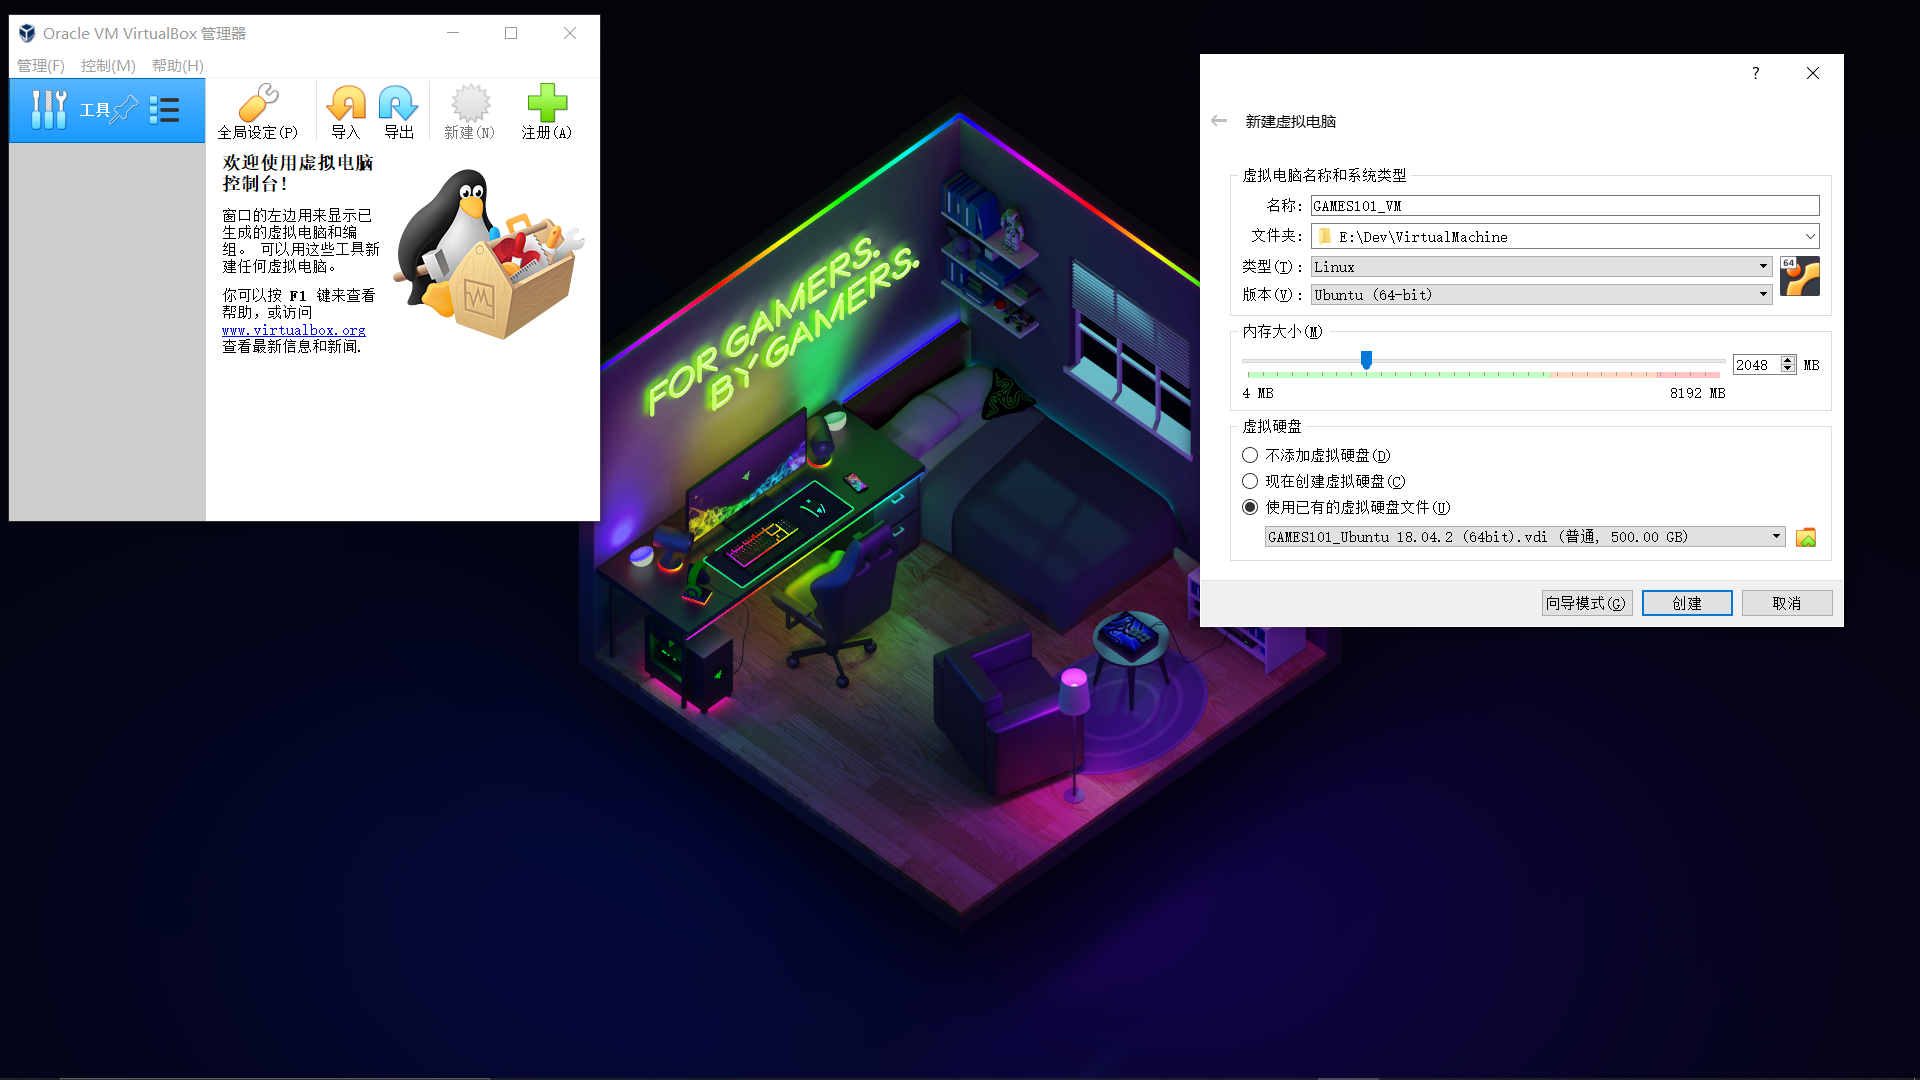 Oracle VM VirtualBox 管理器
管理(F) 控制(M) 帮助(H)
工具
全局设定(P) 导入 导出 新建(N) 注册(A)
欢迎使用虚拟电脑
控制台!
窗口的左边用来显示已
生成的虚拟电脑和编
组。 可以用这些工具新
建任何虚拟电脑。
你可以按 F1 键来查看
帮助，或访问
www.virtualbox.org
查看最新信息和新闻.
FOR GAMERS.
BY GAMERS.
?
新建虚拟电脑
虚拟电脑名称和系统类型
名称: GAMES101_VM
文件夹: E:\Dev\VirtualMachine
类型(T): Linux
64
版本(V): Ubuntu (64-bit)
内存大小(M)
2048 MB
4 MB 8192 MB
虚拟硬盘
不添加虚拟硬盘(D)
现在创建虚拟硬盘(C)
使用已有的虚拟硬盘文件(U)
GAMES101_Ubuntu 18.04.2 (64bit).vdi (普通, 500.00 GB)
向导模式(G) 创建 取消